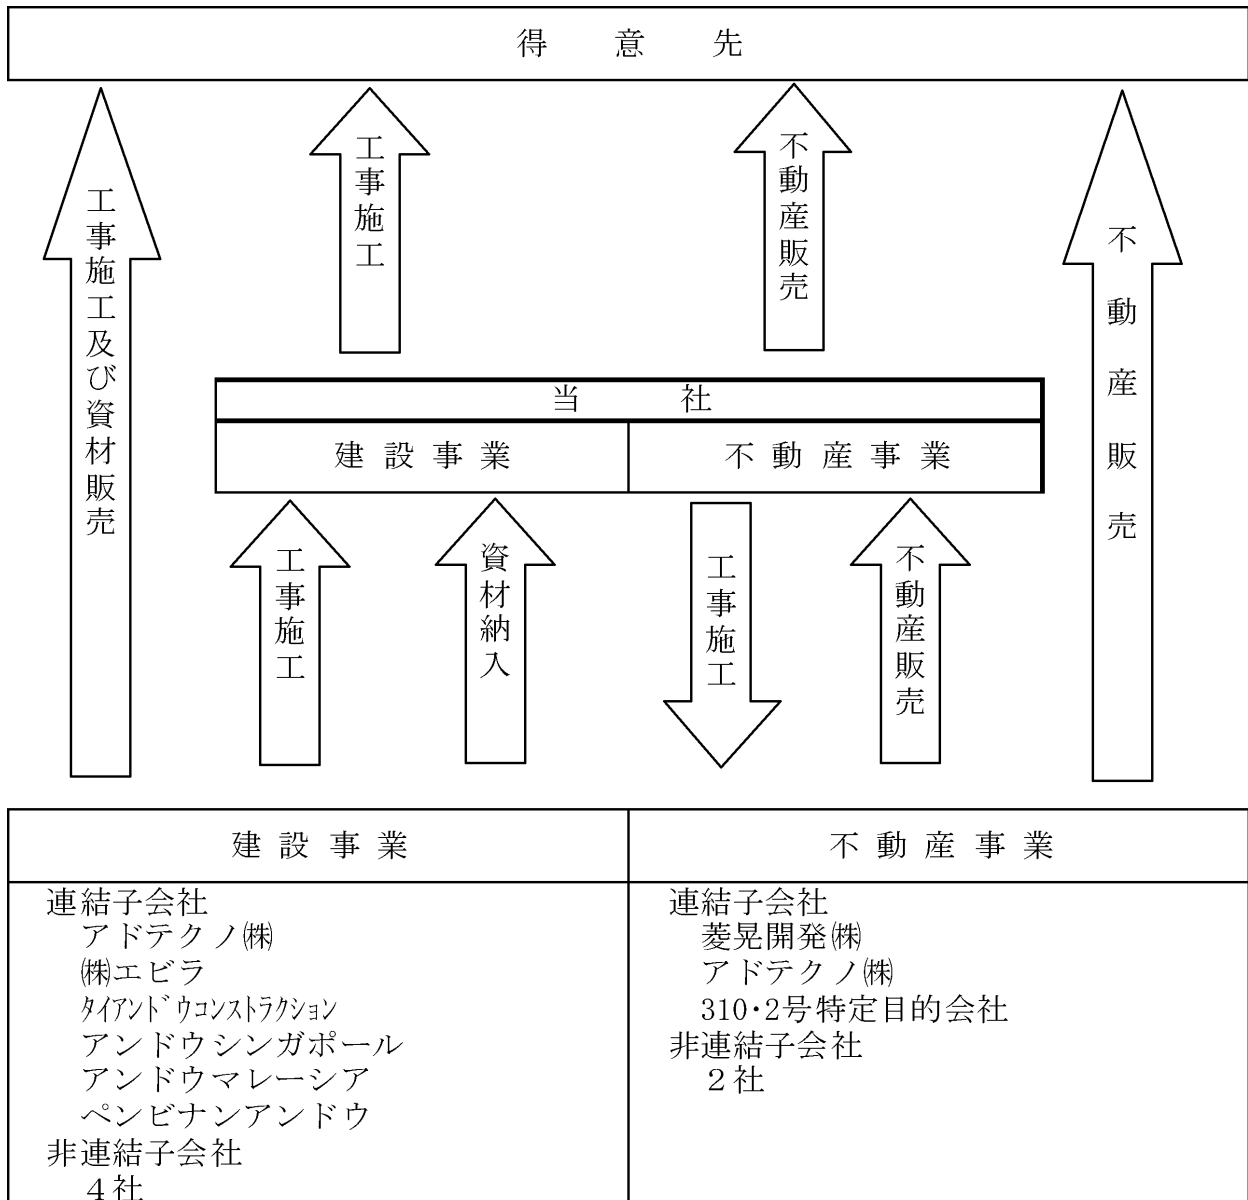 得意先
工事施工及び資材販売
工事施工
不動産販売
不動産販売
当社
建設事業
不動産事業
工事施工
資材納入
工事施工
不動産販売
建設事業
不動産事業
連結子会社
アドテクノ㈱
㈱エビラ
ﾀｲｱﾝﾄﾞｳｺﾝｽﾄﾗｸｼｮﾝ
アンドウシンガポール
アンドウマレーシア
ペンビナンアンドウ
非連結子会社
４社
連結子会社
菱晃開発㈱
アドテクノ㈱
310・2号特定目的会社
非連結子会社
２社